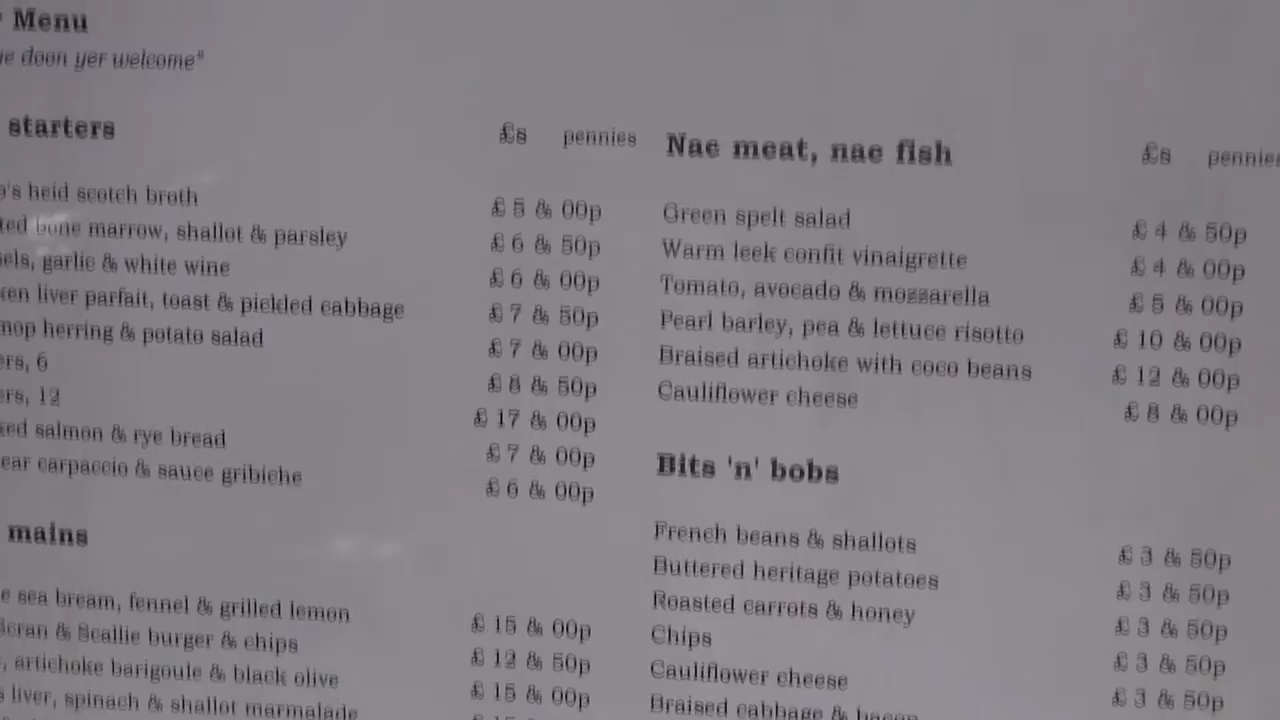 Menu
doon yer welcome"
starters £s pennies
heid scotch broth £5 & 00p
bone marrow, shallot & parsley £6 & 50p
garlic & white wine £6 & 00p
liver parfait, toast & pickled cabbage £7 & 50p
herring & potato salad £7 & 00p
6 £8 & 50p
12 £17 & 00p
salmon & rye bread £7 & 00p
carpaccio & sauce gribiche £6 & 00p
mains
sea bream, fennel & grilled lemon £15 & 00p
Scran & Scallie burger & chips £12 & 50p
artichoke barigoule & black olive £15 & 00p
liver, spinach & shallot marmalade
Nae meat, nae fish £s pennies
Green spelt salad £4 & 50p
Warm leek confit vinaigrette £4 & 00p
Tomato, avocado & mozzarella £5 & 00p
Pearl barley, pea & lettuce risotto £10 & 00p
Braised artichoke with coco beans £12 & 00p
Cauliflower cheese £8 & 00p
Bits 'n' bobs
French beans & shallots £3 & 50p
Buttered heritage potatoes £3 & 50p
Roasted carrots & honey £3 & 50p
Chips £3 & 50p
Cauliflower cheese £3 & 50p
Braised cabbage & bacon